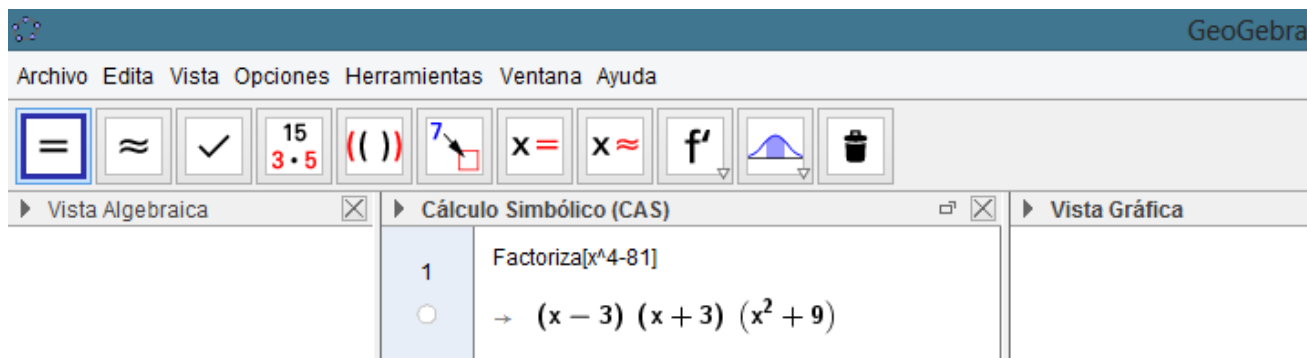 GeoGebra
Archivo Edita Vista Opciones Herramientas Ventana Ayuda
= ≈ ✓ 15 3·5 (( )) 7 x= x≈ f′
Vista Algebraica
Cálculo Simbólico (CAS)
Vista Gráfica
1
Factoriza[x^4-81]
→ (x − 3) (x + 3) (x² + 9)